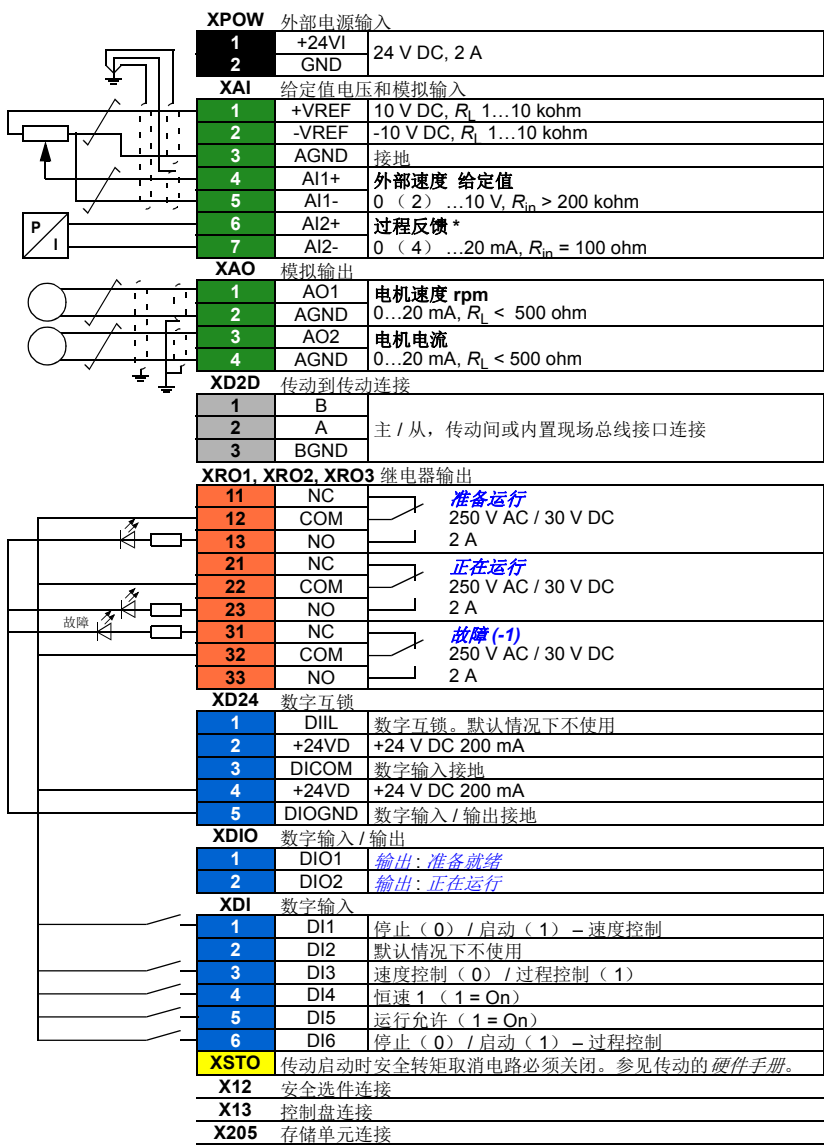 XPOW 外部电源输入
1 +24VI 24 V DC, 2 A
2 GND
XAI 给定值电压和模拟输入
1 +VREF 10 V DC, RL 1…10 kohm
2 -VREF -10 V DC, RL 1…10 kohm
3 AGND 接地
4 AI1+ 外部速度 给定值
5 AI1- 0 （ 2） …10 V, Rin > 200 kohm
P
I
6 AI2+ 过程反馈 *
7 AI2- 0 （ 4） …20 mA, Rin = 100 ohm
XAO 模拟输出
1 AO1 电机速度 rpm
2 AGND 0…20 mA, RL < 500 ohm
3 AO2 电机电流
4 AGND 0…20 mA, RL < 500 ohm
XD2D 传动到传动连接
1 B
2 A 主 / 从，传动间或内置现场总线接口连接
3 BGND
XRO1, XRO2, XRO3 继电器输出
11 NC 准备运行
12 COM 250 V AC / 30 V DC
13 NO 2 A
21 NC 正在运行
22 COM 250 V AC / 30 V DC
23 NO 2 A
故障
31 NC 故障 (-1)
32 COM 250 V AC / 30 V DC
33 NO 2 A
XD24 数字互锁
1 DIIL 数字互锁。默认情况下不使用
2 +24VD +24 V DC 200 mA
3 DICOM 数字输入接地
4 +24VD +24 V DC 200 mA
5 DIOGND 数字输入 / 输出接地
XDIO 数字输入 / 输出
1 DIO1 输出 : 准备就绪
2 DIO2 输出 : 正在运行
XDI 数字输入
1 DI1 停止（ 0） / 启动（ 1） – 速度控制
2 DI2 默认情况下不使用
3 DI3 速度控制（ 0） / 过程控制（ 1）
4 DI4 恒速 1 （ 1 = On）
5 DI5 运行允许（ 1 = On）
6 DI6 停止（ 0） / 启动（ 1） – 过程控制
XSTO 传动启动时安全转矩取消电路必须关闭。参见传动的硬件手册。
X12 安全选件连接
X13 控制盘连接
X205 存储单元连接